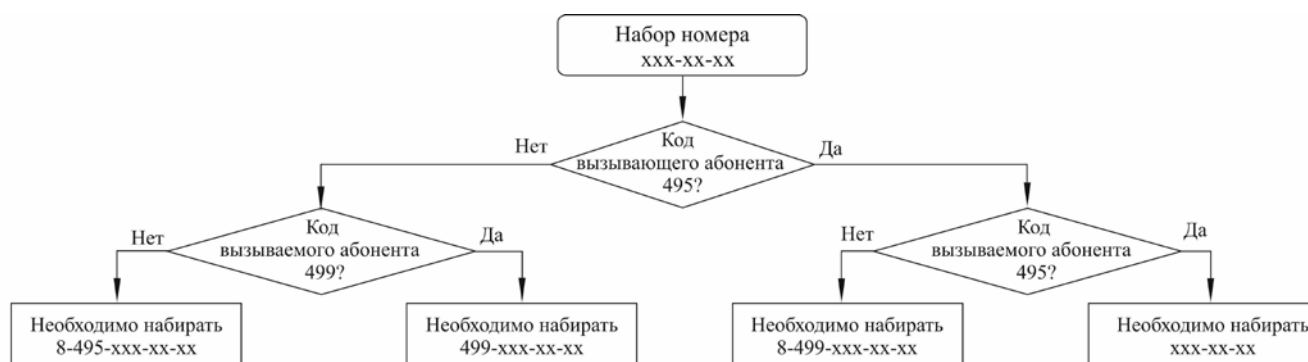 Набор номера
xxx-xx-xx
Код
вызывающего абонента
495?
Нет
Да
Код
вызываемого абонента
499?
Нет
Да
Код
вызываемого абонента
495?
Нет
Да
Необходимо набирать
8-495-xxx-xx-xx
Необходимо набирать
499-xxx-xx-xx
Необходимо набирать
8-499-xxx-xx-xx
Необходимо набирать
xxx-xx-xx